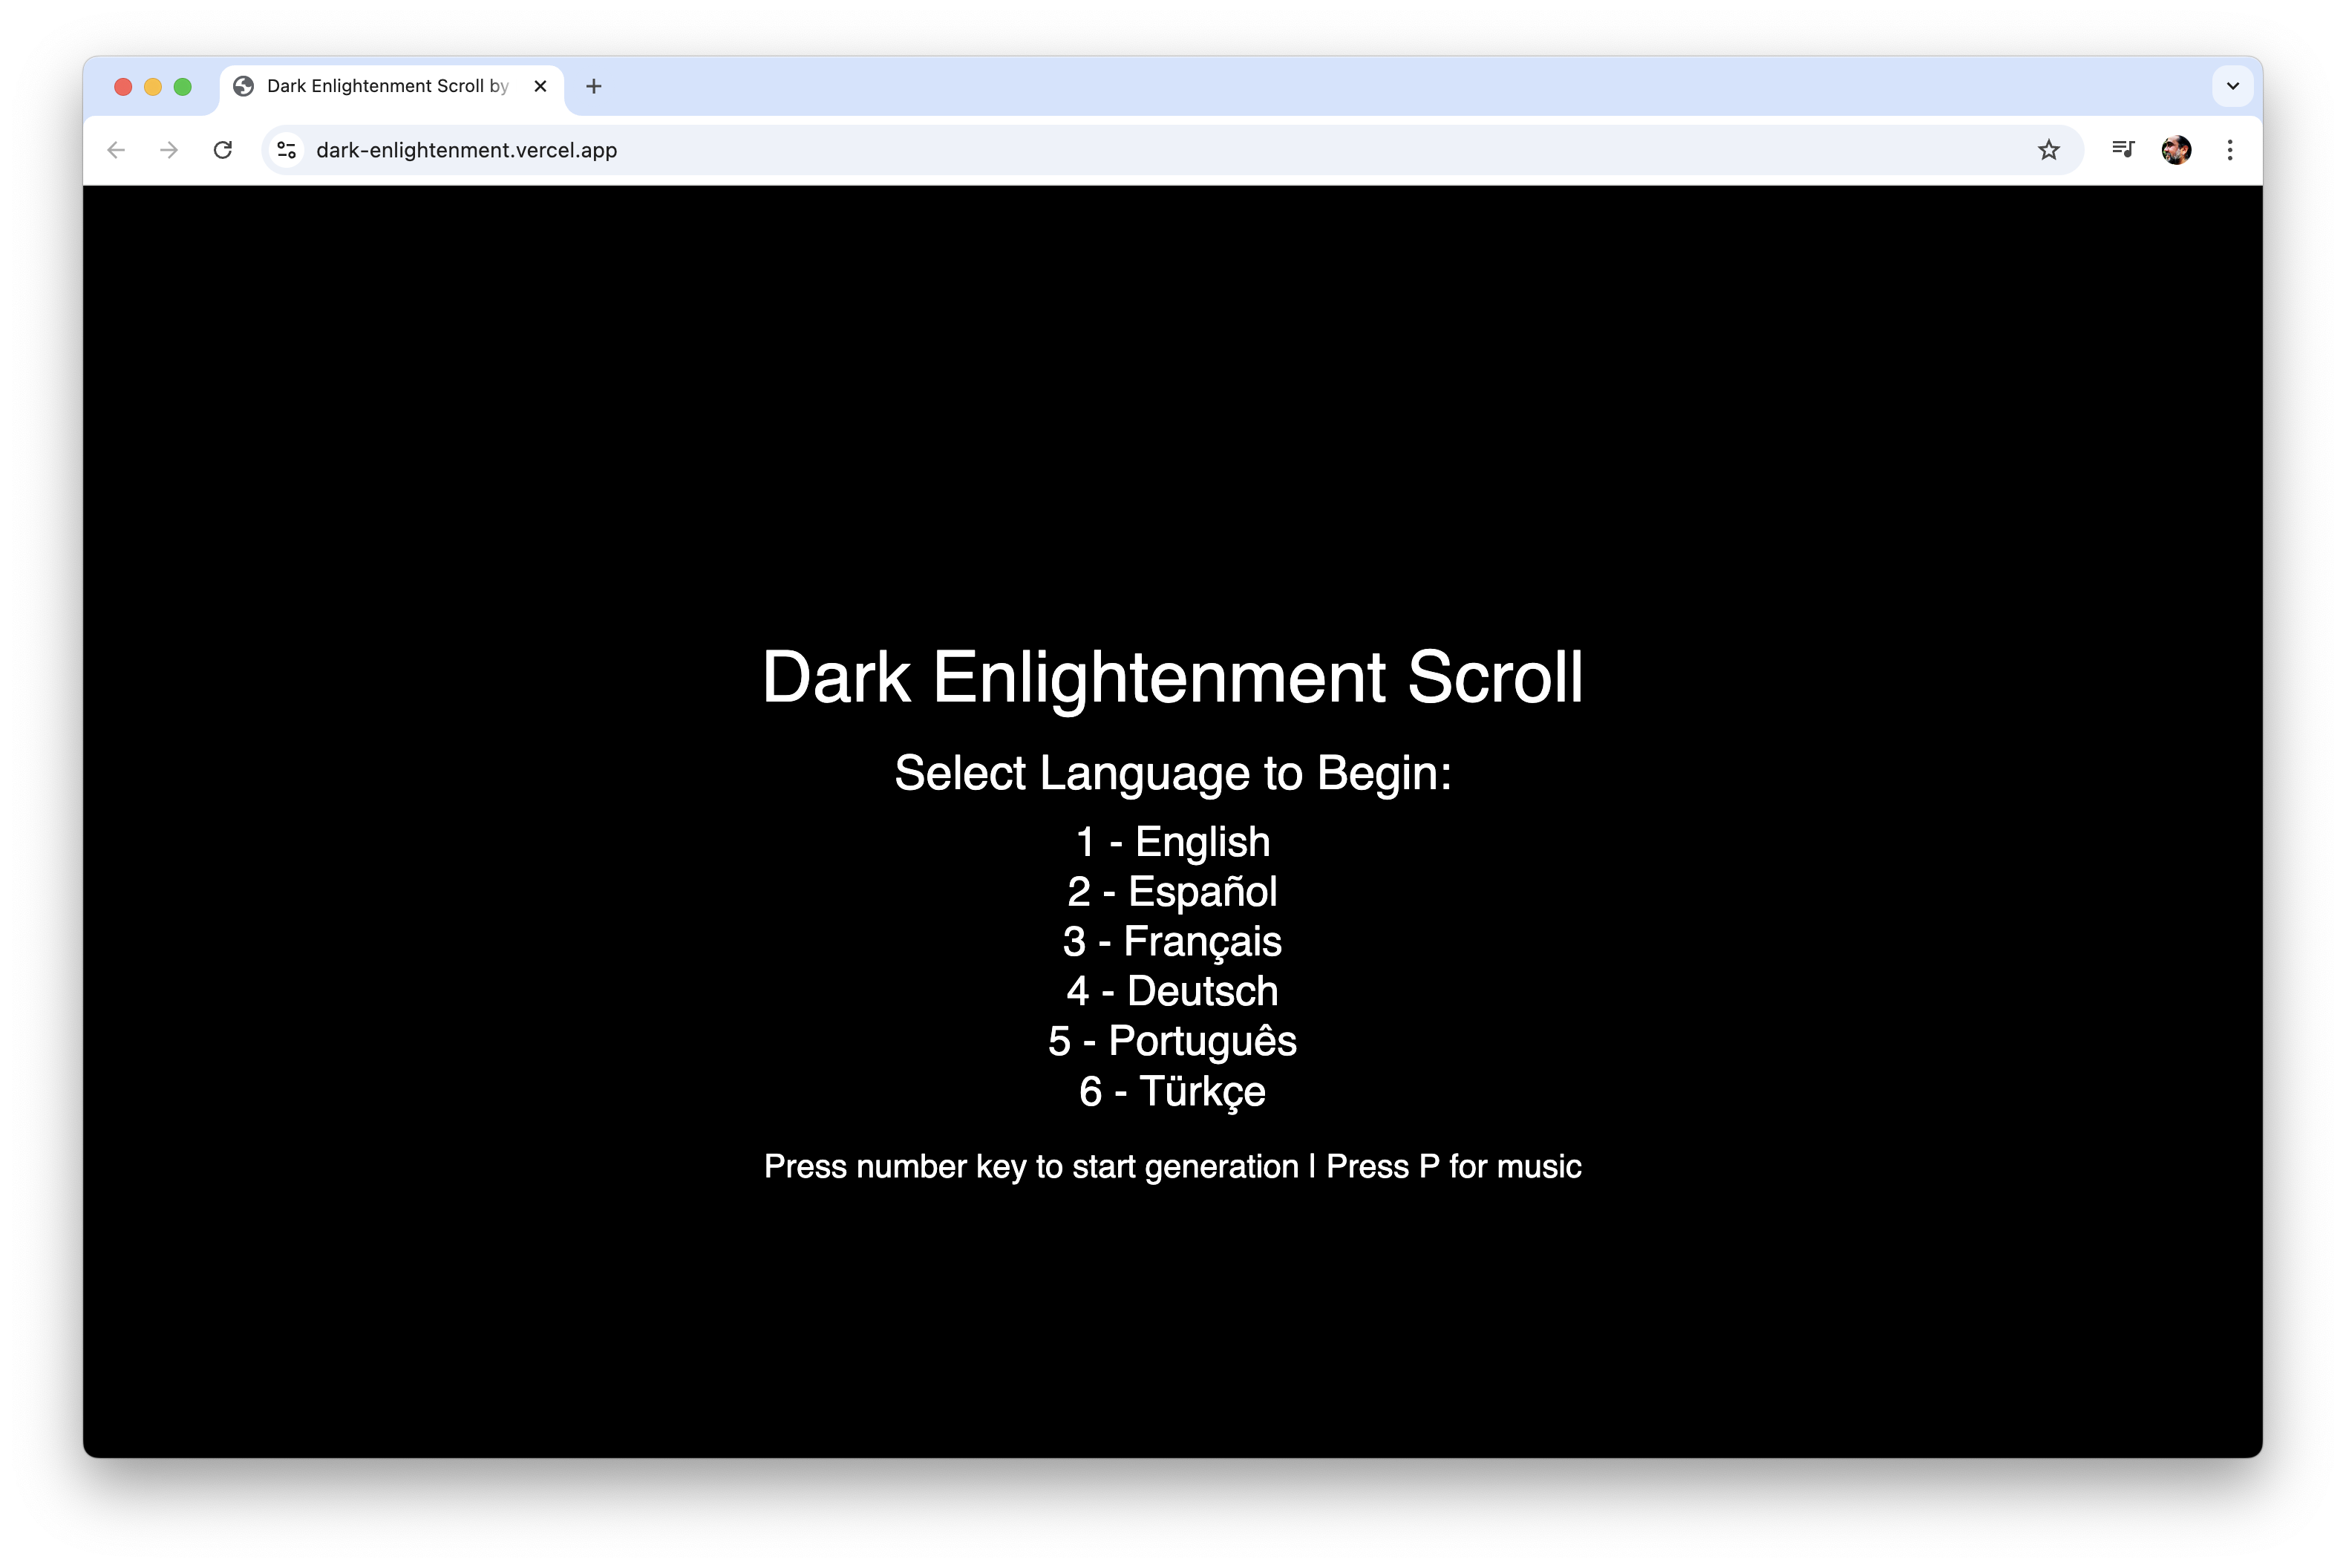 Dark Enlightenment Scroll by
dark-enlightenment.vercel.app
Dark Enlightenment Scroll
Select Language to Begin:
1 - English
2 - Español
3 - Français
4 - Deutsch
5 - Português
6 - Türkçe
Press number key to start generation | Press P for music